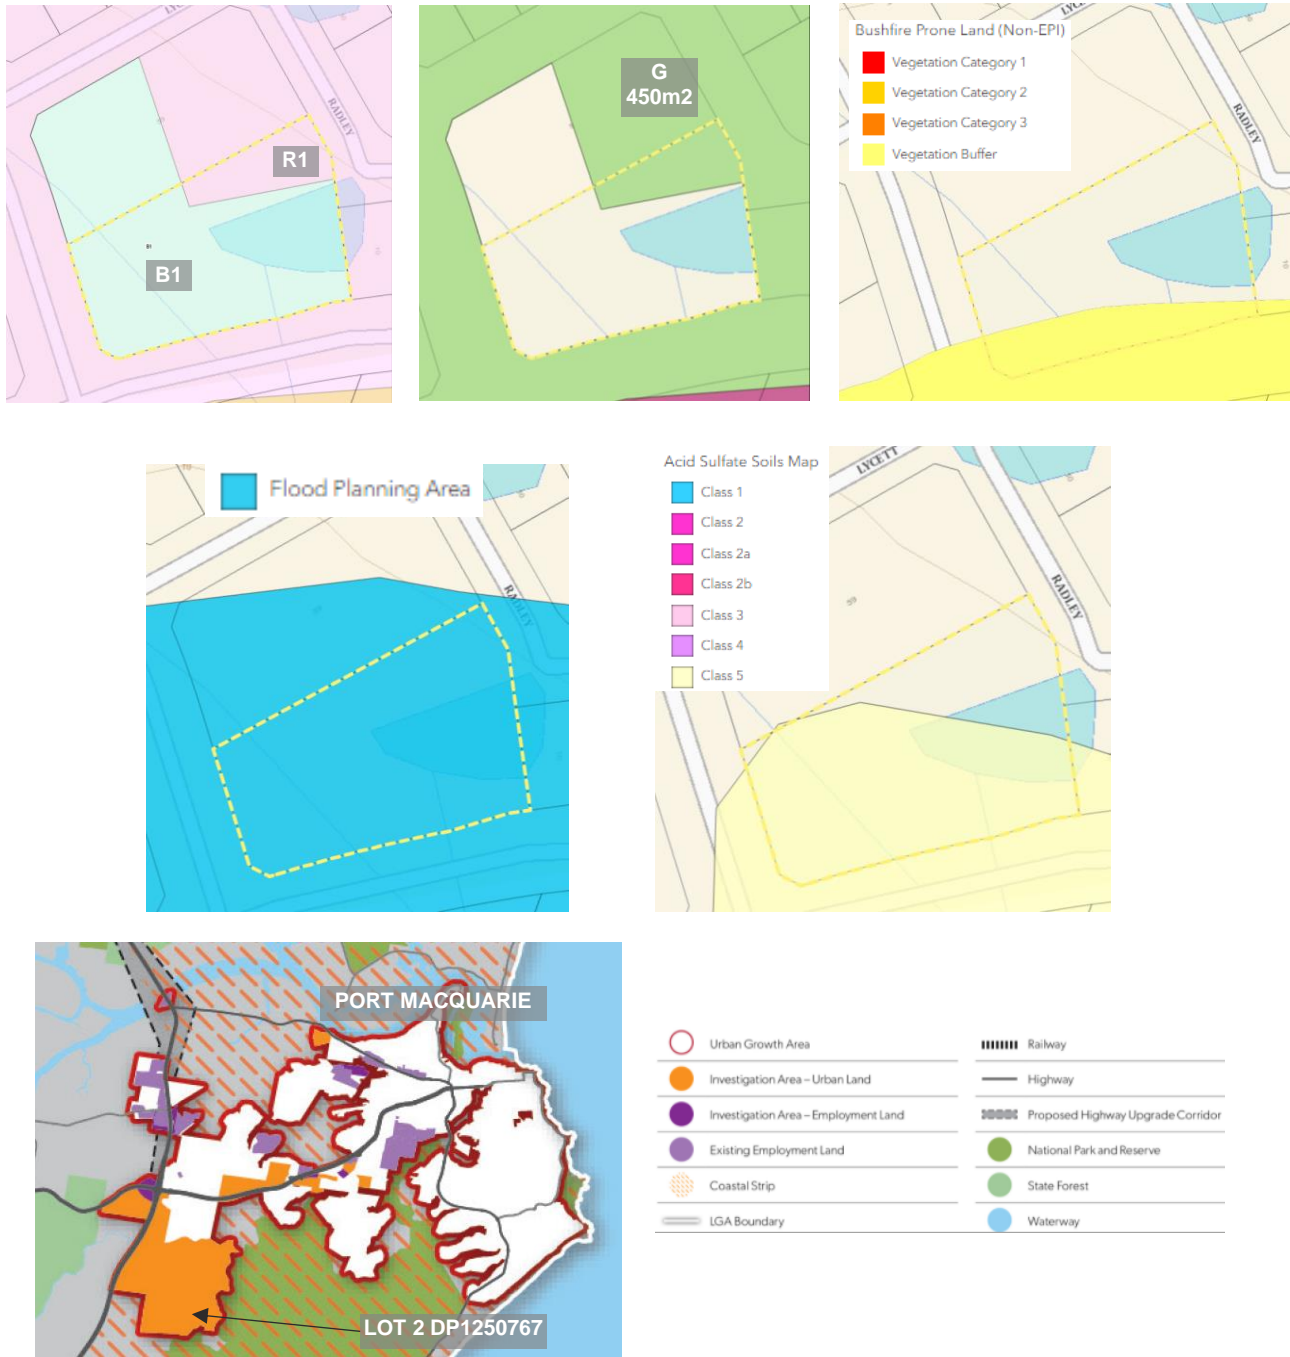 LYCETT
RADLEY
R1
B1
G
450m2
Bushfire Prone Land (Non-EPI)
Vegetation Category 1
Vegetation Category 2
Vegetation Category 3
Vegetation Buffer
RADLEY
Flood Planning Area
RADLEY
Acid Sulfate Soils Map
Class 1
Class 2
Class 2a
Class 2b
Class 3
Class 4
Class 5
LYCETT
RADLEY
39
PORT MACQUARIE
LOT 2 DP1250767
Urban Growth Area
Investigation Area – Urban Land
Investigation Area – Employment Land
Existing Employment Land
Coastal Strip
LGA Boundary
Railway
Highway
Proposed Highway Upgrade Corridor
National Park and Reserve
State Forest
Waterway